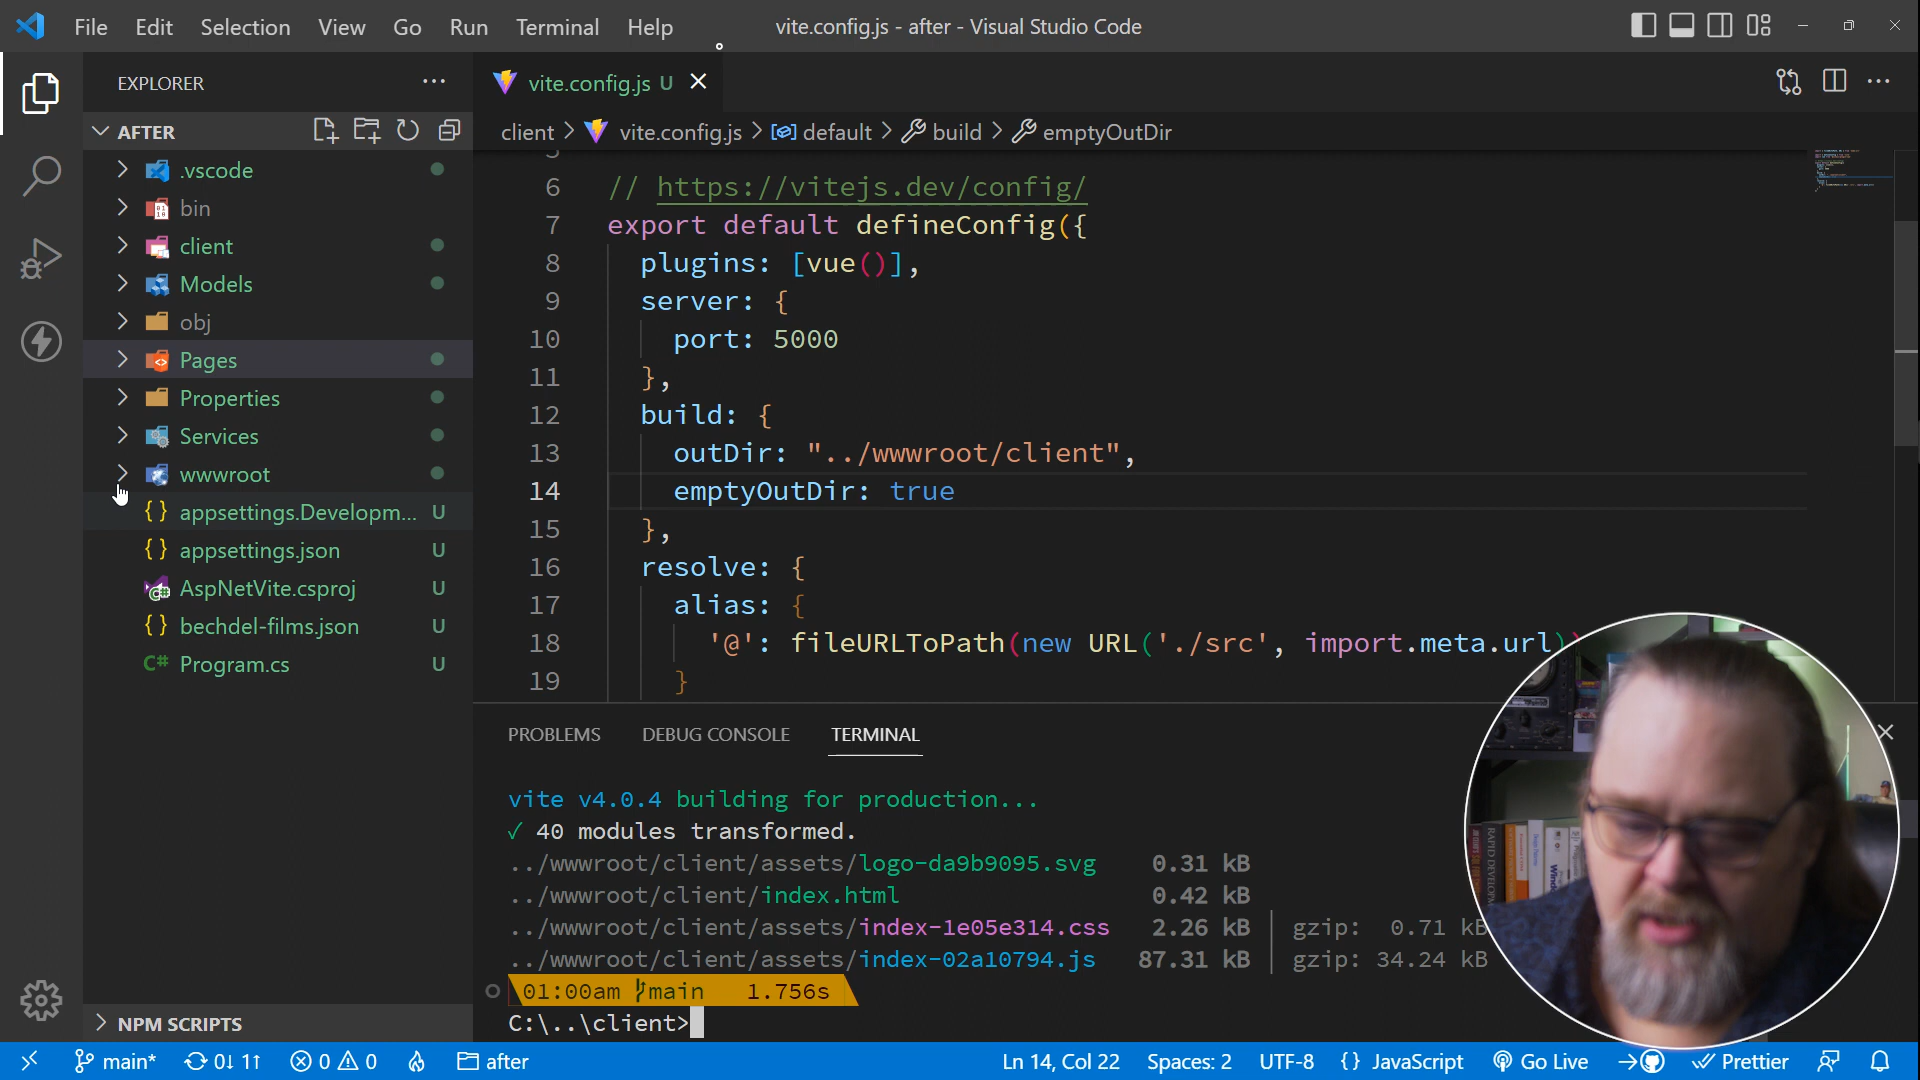 File Edit Selection View Go Run Terminal Help vite.config.js - after - Visual Studio Code
EXPLORER
vite.config.js U
AFTER
client > vite.config.js > default > build > emptyOutDir
.vscode
bin
client
Models
obj
Pages
Properties
Services
wwwroot
appsettings.Developm... U
appsettings.json U
AspNetVite.csproj U
bechdel-films.json U
Program.cs U
NPM SCRIPTS
6 // https://vitejs.dev/config/
7 export default defineConfig({
8 plugins: [vue()],
9 server: {
10 port: 5000
11 },
12 build: {
13 outDir: "../wwwroot/client",
14 emptyOutDir: true
15 },
16 resolve: {
17 alias: {
18 '@': fileURLToPath(new URL('./src', import.meta.url)
19 }
PROBLEMS DEBUG CONSOLE TERMINAL
vite v4.0.4 building for production...
✓ 40 modules transformed.
../wwwroot/client/assets/logo-da9b9095.svg 0.31 kB
../wwwroot/client/index.html 0.42 kB
../wwwroot/client/assets/index-1e05e314.css 2.26 kB │ gzip: 0.71 kB
../wwwroot/client/assets/index-02a10794.js 87.31 kB │ gzip: 34.24 kB
01:00am main 1.756s
C:\..\client>
RAPID DEVELOPM
main* 0↓ 1↑ 0 0 after Ln 14, Col 22 Spaces: 2 UTF-8 {} JavaScript Go Live Prettier